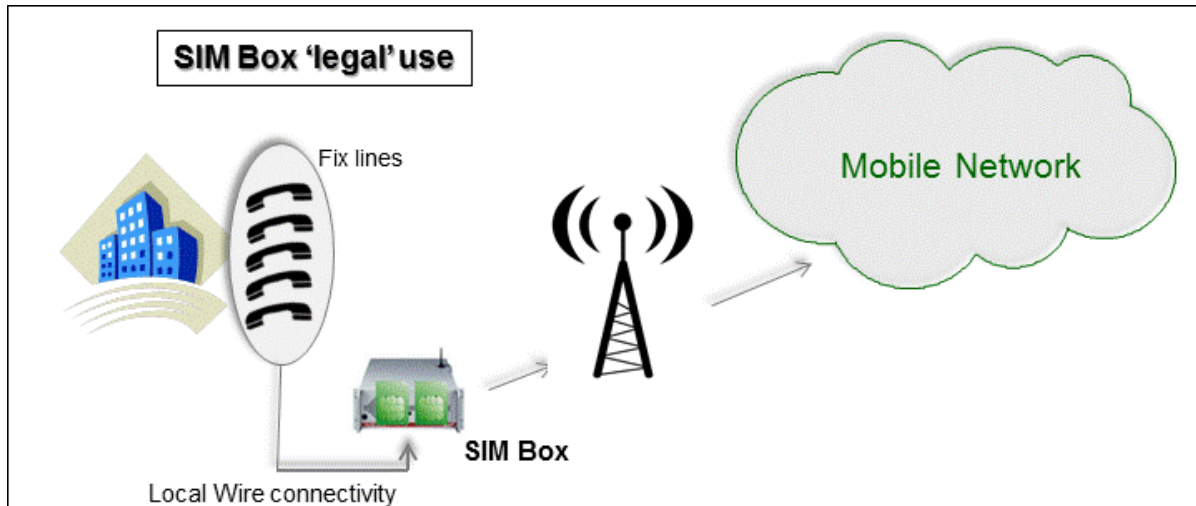 SIM Box ‘legal’ use
Fix lines
Mobile Network
SIM Box
Local Wire connectivity